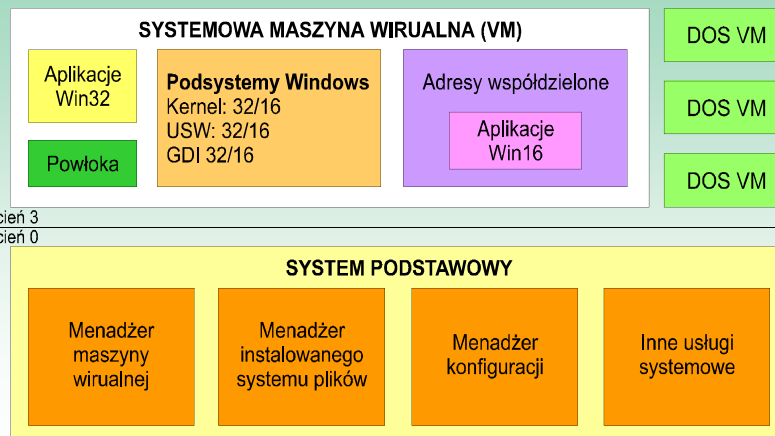 SYSTEMOWA MASZYNA WIRUALNA (VM)
Aplikacje
Win32
Powłoka
Podsystemy Windows
Kernel: 32/16
USW: 32/16
GDI 32/16
Adresy współdzielone
Aplikacje
Win16
DOS VM
DOS VM
DOS VM
cień 3
cień 0
SYSTEM PODSTAWOWY
Menadżer
maszyny
wirualnej
Menadżer
instalowanego
systemu plików
Menadżer
konfiguracji
Inne usługi
systemowe